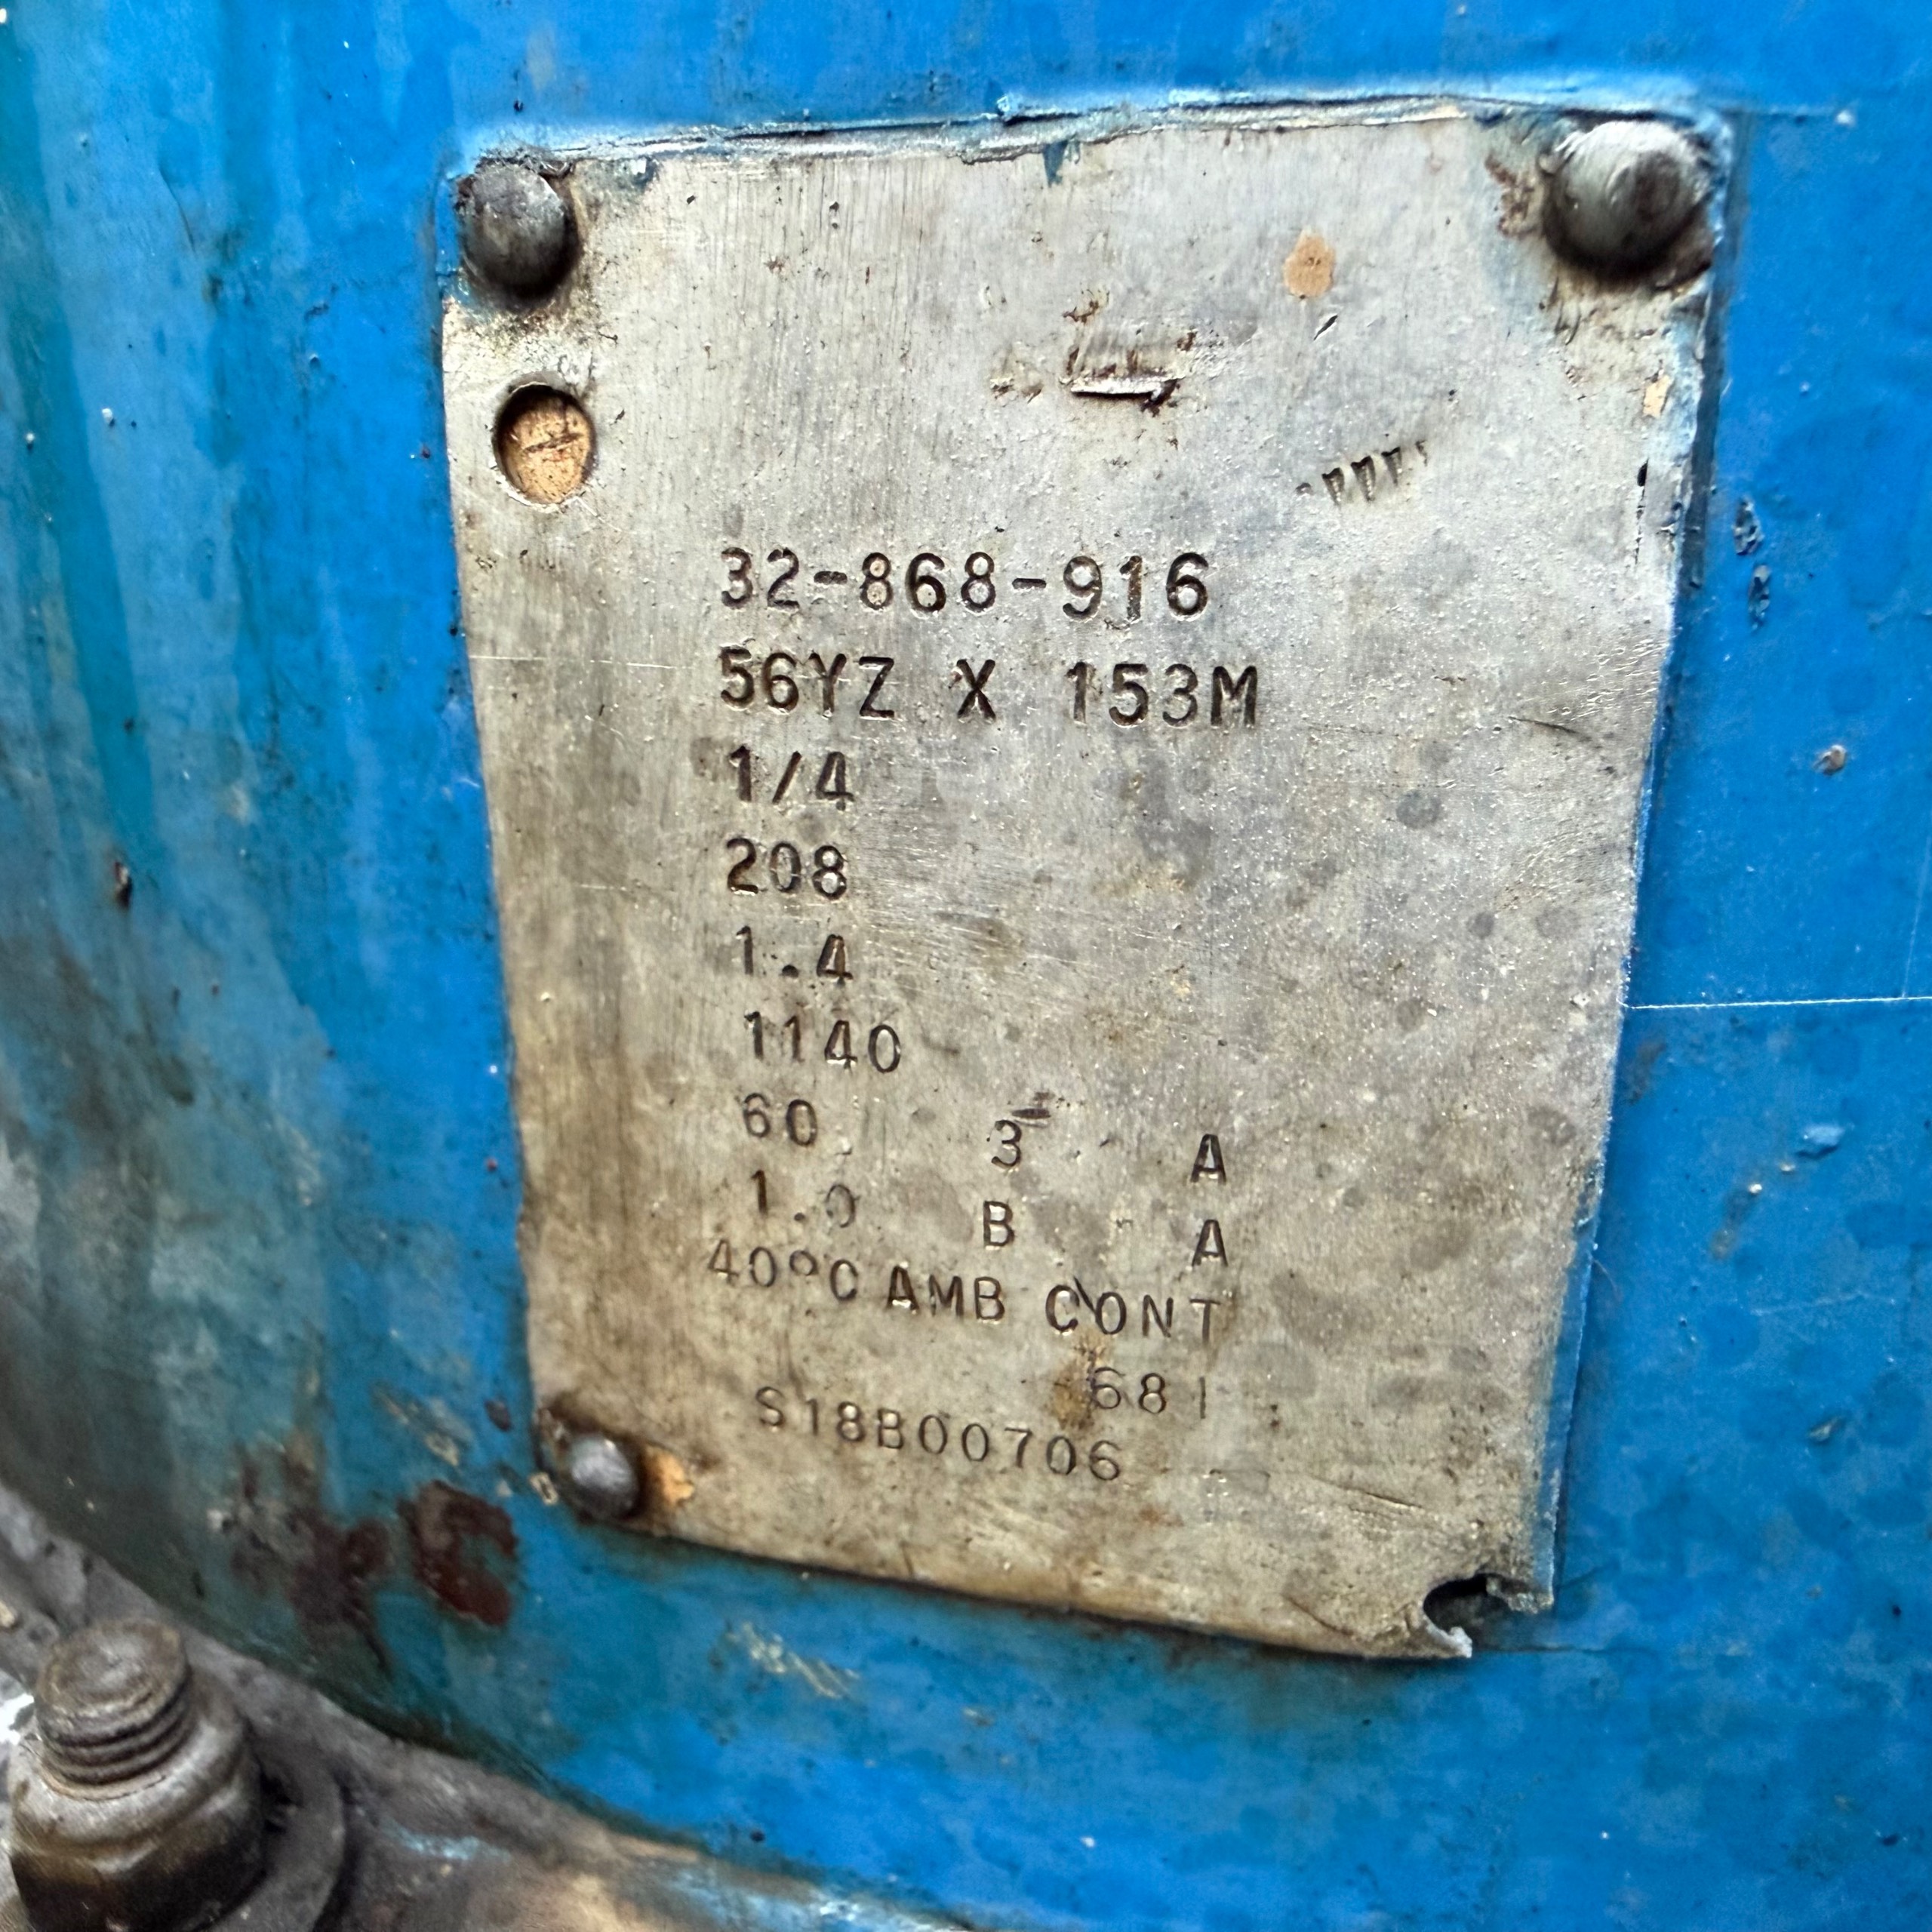 32-868-916
56YZ X 153M
1/4
208
1.4
1140
60 3 A
1.0 B A
40°C AMB CONT
681
S18B00706